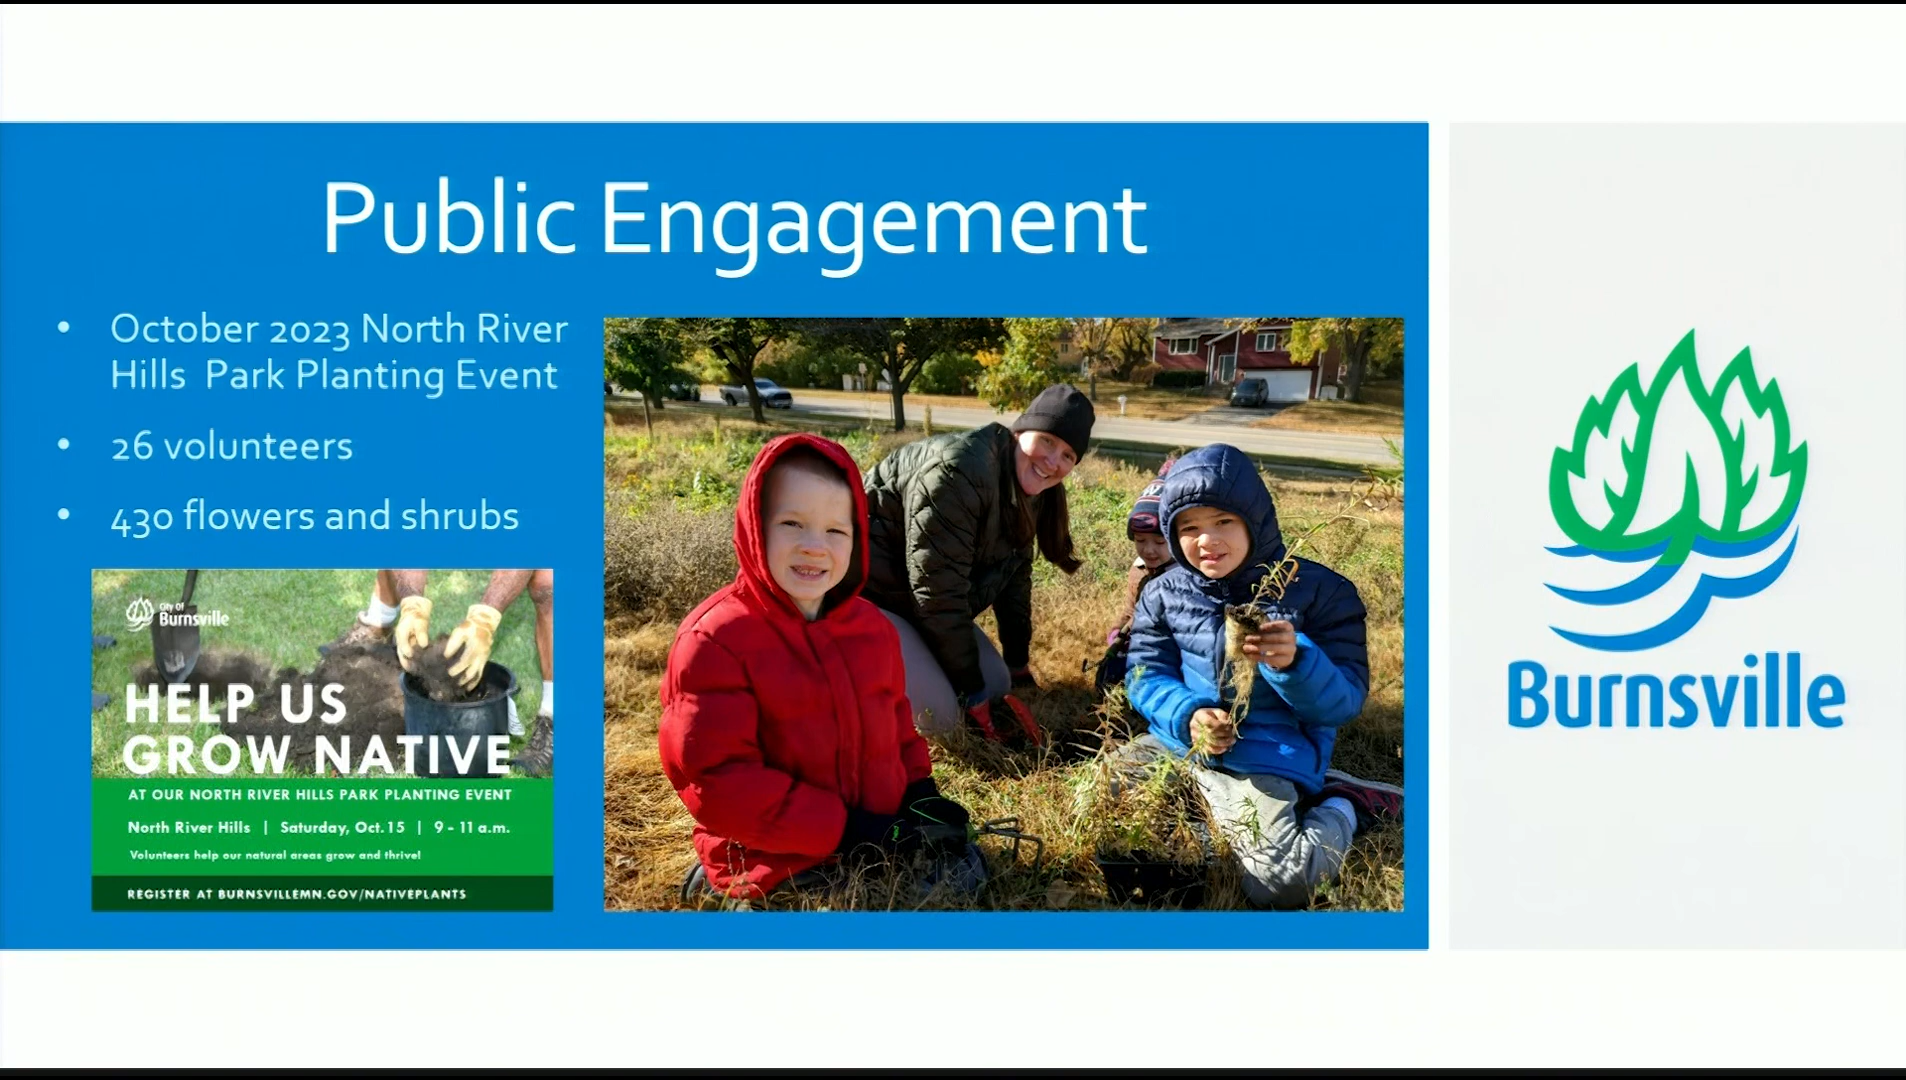 Public Engagement
• October 2023 North River
Hills Park Planting Event
• 26 volunteers
• 430 flowers and shrubs
City of
Burnsville
HELP US
GROW NATIVE
AT OUR NORTH RIVER HILLS PARK PLANTING EVENT
North River Hills | Saturday, Oct. 15 | 9 - 11 a.m.
Volunteers help our natural areas grow and thrive!
REGISTER AT BURNSVILLEMN.GOV/NATIVEPLANTS
Burnsville